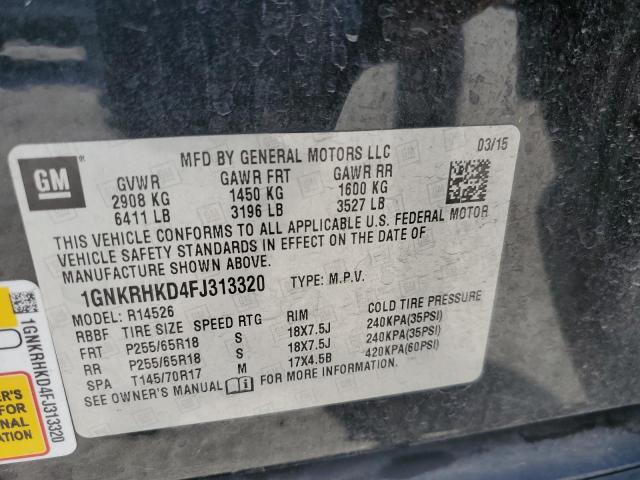 GM
®
MFD BY GENERAL MOTORS LLC
03/15
GVWR GAWR FRT GAWR RR
2908 KG 1450 KG 1600 KG
6411 LB 3196 LB 3527 LB
THIS VEHICLE CONFORMS TO ALL APPLICABLE U.S. FEDERAL MOTOR
VEHICLE SAFETY STANDARDS IN EFFECT ON THE DATE OF
MANUFACTURE SHOWN ABOVE.
1GNKRHKD4FJ313320 TYPE: M.P.V.
MODEL: R14526
RBBF TIRE SIZE SPEED RTG RIM COLD TIRE PRESSURE
FRT P255/65R18 S 18X7.5J 240KPA(35PSI)
RR P255/65R18 S 18X7.5J 240KPA(35PSI)
SPA T145/70R17 M 17X4.5B 420KPA(60PSI)
SEE OWNER'S MANUAL i FOR MORE INFORMATION.
1GNKRHKD4FJ313320
ER'S
FOR
NAL
ATION